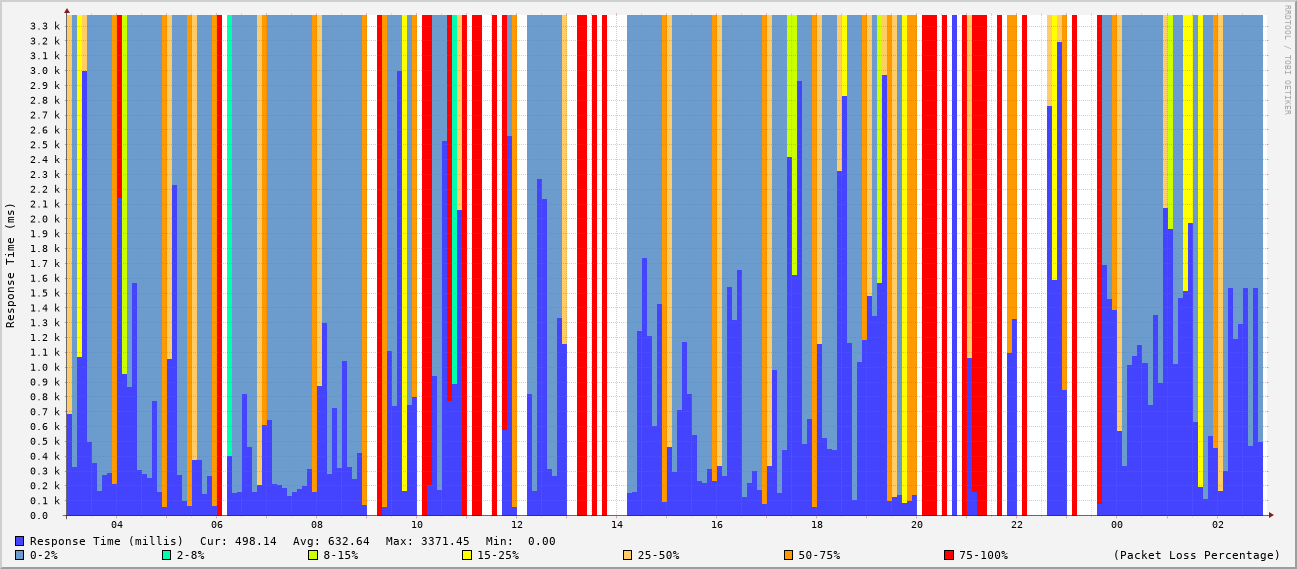 RRDTOOL / TOBI OETIKER
Response Time (ms)
3.3 k
3.2 k
3.1 k
3.0 k
2.9 k
2.8 k
2.7 k
2.6 k
2.5 k
2.4 k
2.3 k
2.2 k
2.1 k
2.0 k
1.9 k
1.8 k
1.7 k
1.6 k
1.5 k
1.4 k
1.3 k
1.2 k
1.1 k
1.0 k
0.9 k
0.8 k
0.7 k
0.6 k
0.5 k
0.4 k
0.3 k
0.2 k
0.1 k
0.0
04 06 08 10 12 14 16 18 20 22 00 02
Response Time (millis) Cur: 498.14 Avg: 632.64 Max: 3371.45 Min: 0.00
0-2% 2-8% 8-15% 15-25% 25-50% 50-75% 75-100% (Packet Loss Percentage)